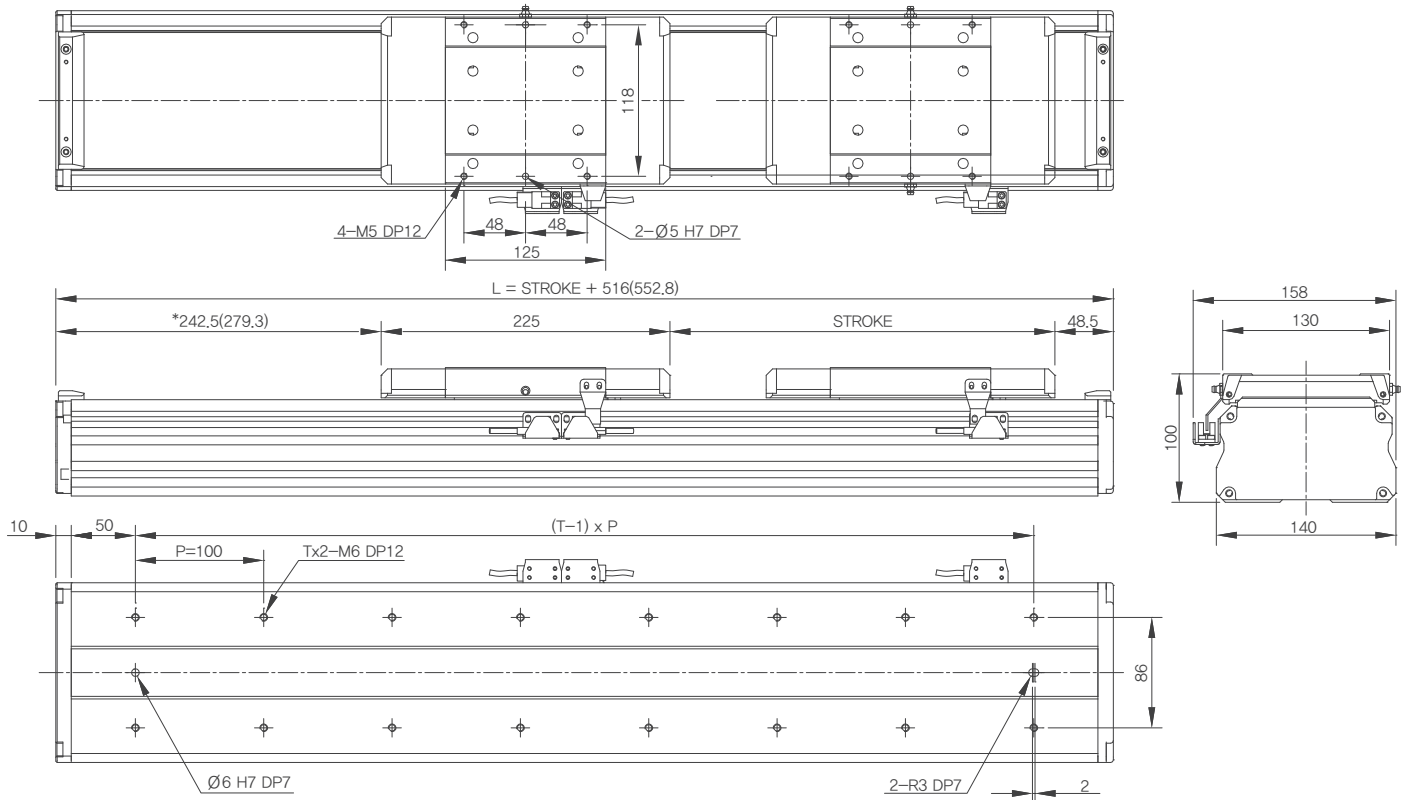 118
4-M5 DP12
48
48
2-Ø5 H7 DP7
125
L = STROKE + 516(552.8)
*242.5(279.3)
225
STROKE
48.5
158
130
100
140
10
50
(T-1) x P
P=100
Tx2-M6 DP12
86
Ø6 H7 DP7
2-R3 DP7
2